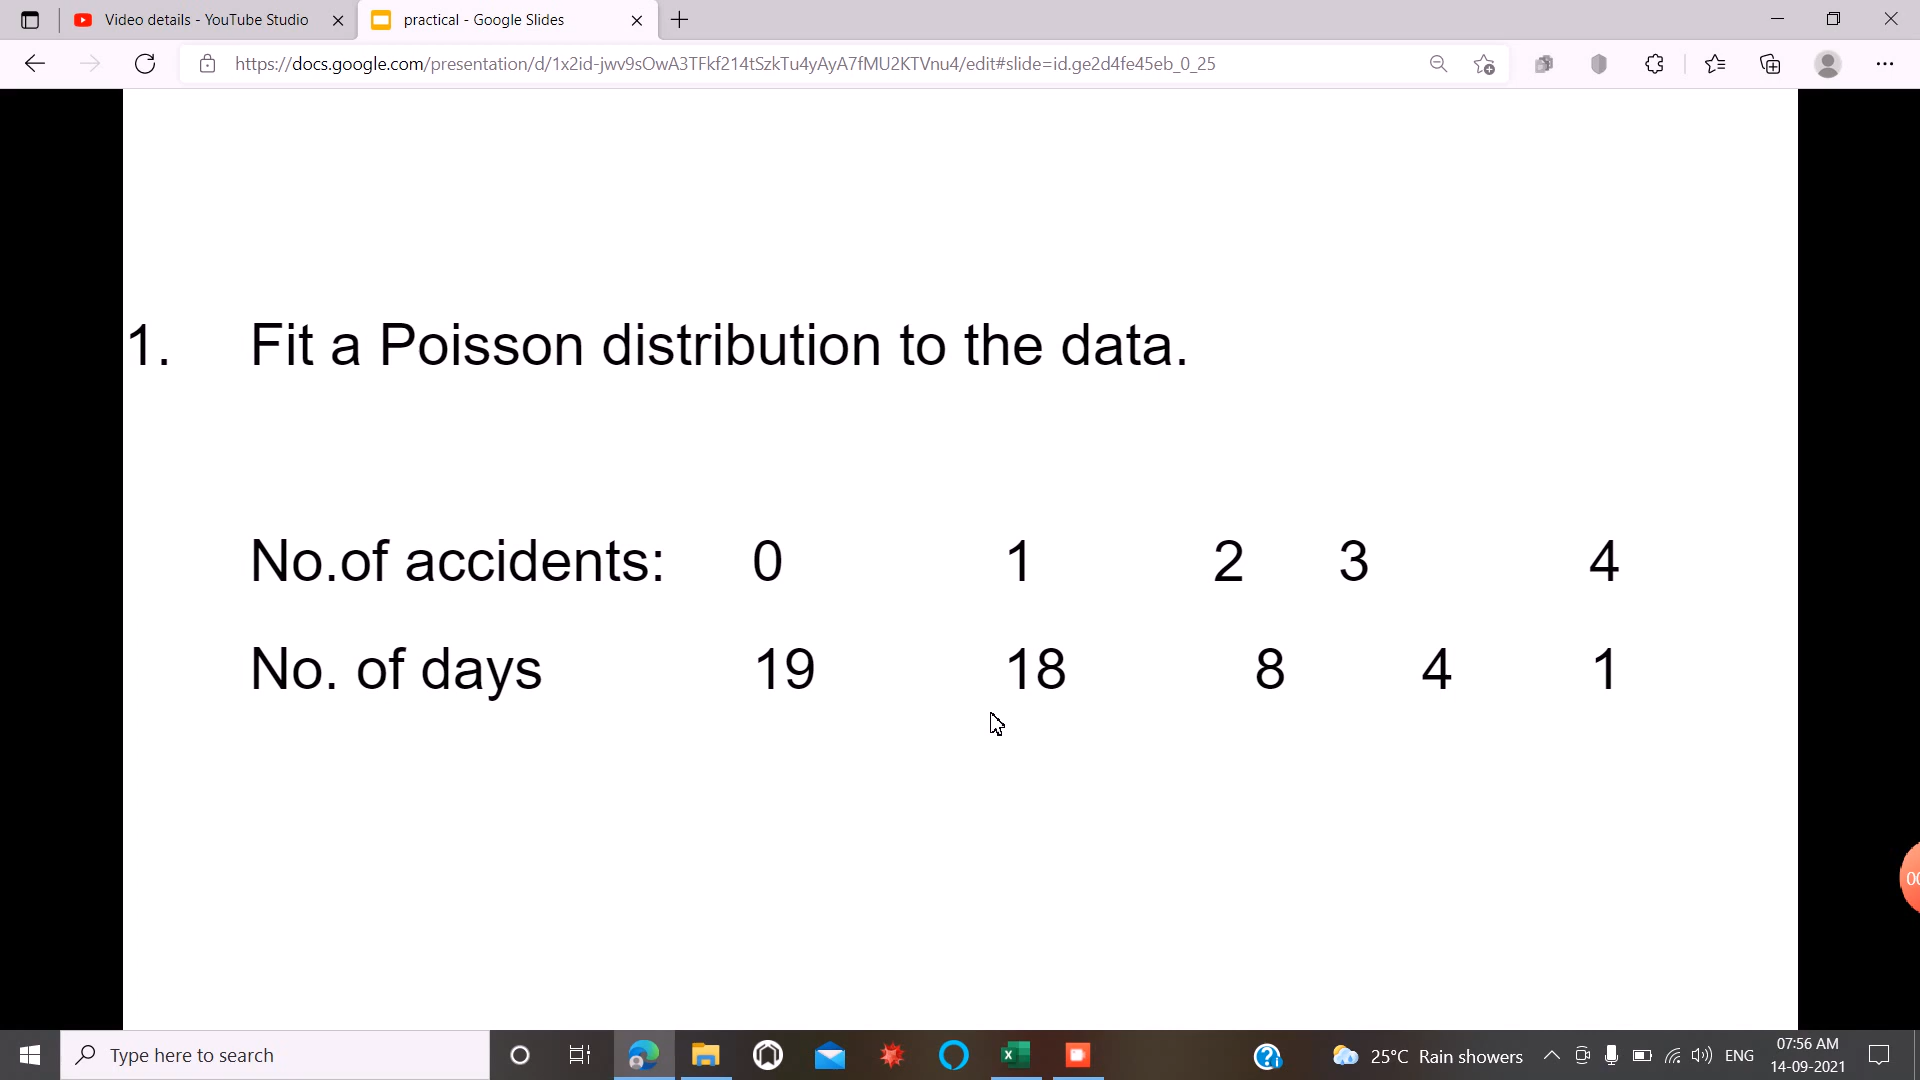 Video details - YouTube Studio
practical - Google Slides
https://docs.google.com/presentation/d/1x2id-jwv9sOwA3TFkf214tSzkTu4yAyA7fMU2KTVnu4/edit#slide=id.ge2d4fe45eb_0_25
1. Fit a Poisson distribution to the data.
No.of accidents: 0 1 2 3 4
No. of days 19 18 8 4 1
00
Type here to search
25°C Rain showers
ENG
07:56 AM
14-09-2021